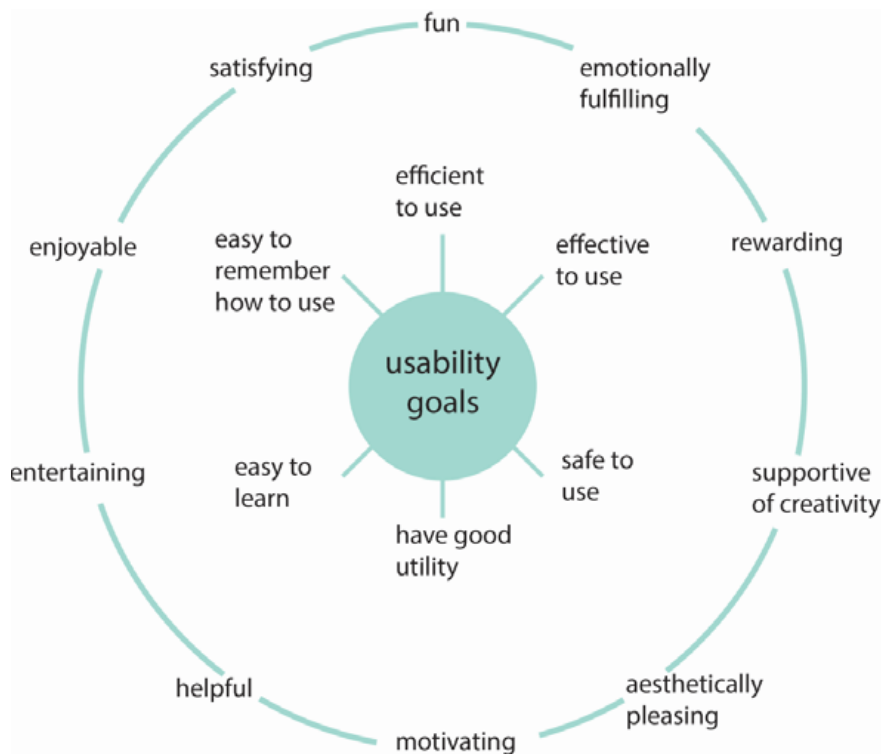 fun
satisfying
emotionally
fulfilling
efficient
to use
easy to
remember
how to use
effective
to use
enjoyable
rewarding
usability
goals
easy to
learn
safe to
use
entertaining
supportive
of creativity
have good
utility
helpful
aesthetically
pleasing
motivating